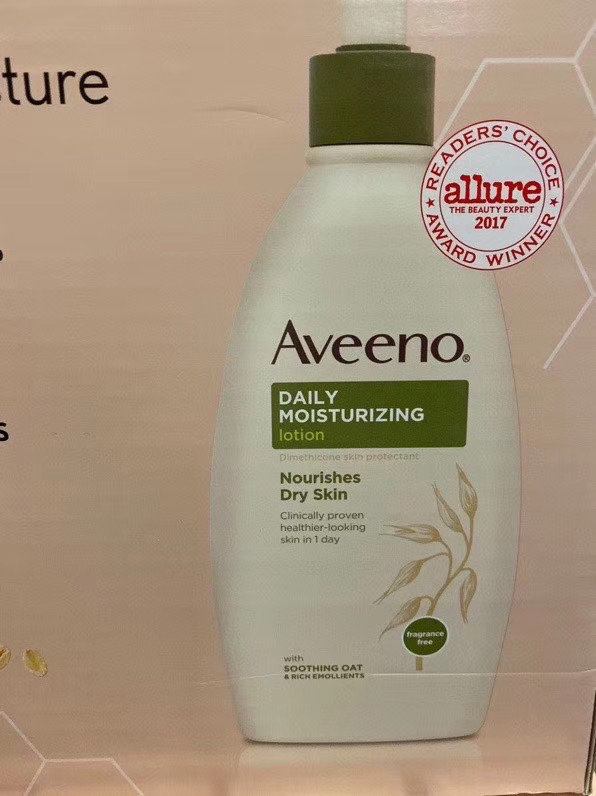 ture
READERS' CHOICE
allure
THE BEAUTY EXPERT
2017
AWARD WINNER
s
Aveeno®
DAILY
MOISTURIZING
lotion
Dimethicone skin protectant
Nourishes
Dry Skin
Clinically proven
healthier-looking
skin in 1 day
fragrance
free
with
SOOTHING OAT
& RICH EMOLLIENTS